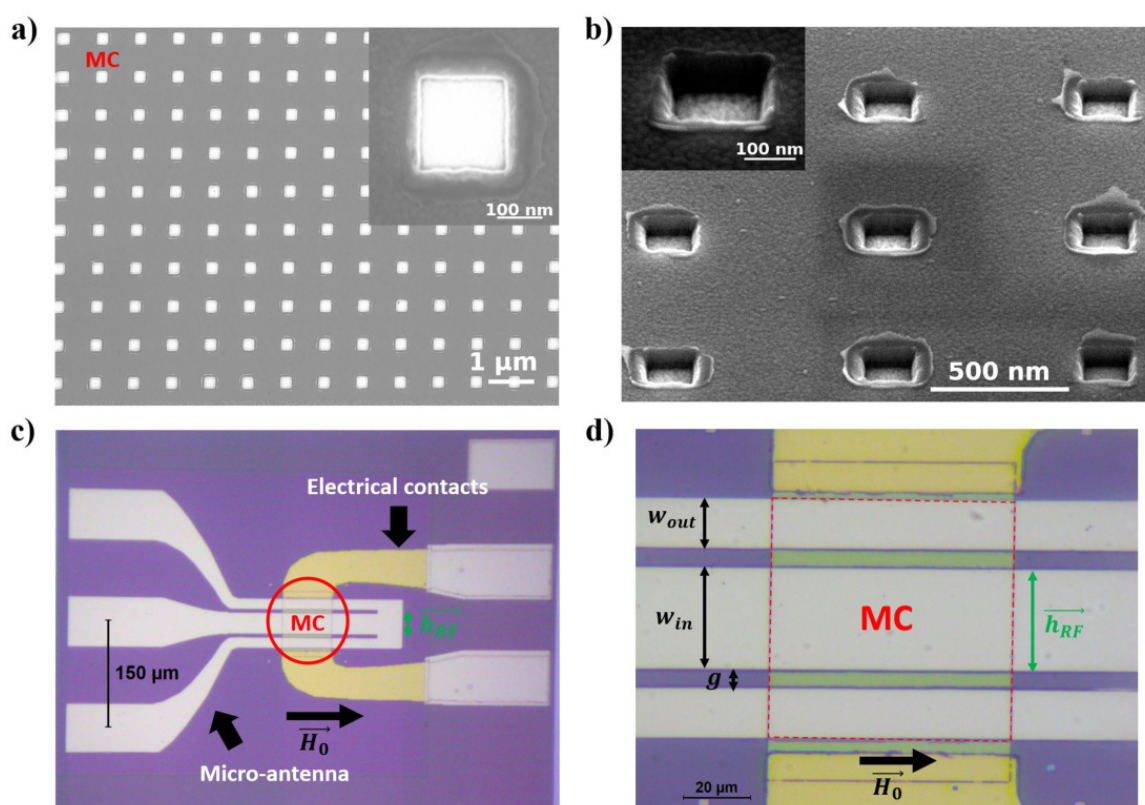 a)
MC
100 nm
1 µm
b)
100 nm
500 nm
c)
Electrical contacts
MC
h_RF
150 µm
H_0
Micro-antenna
d)
w_out
w_in
MC
h_RF
g
20 µm
H_0